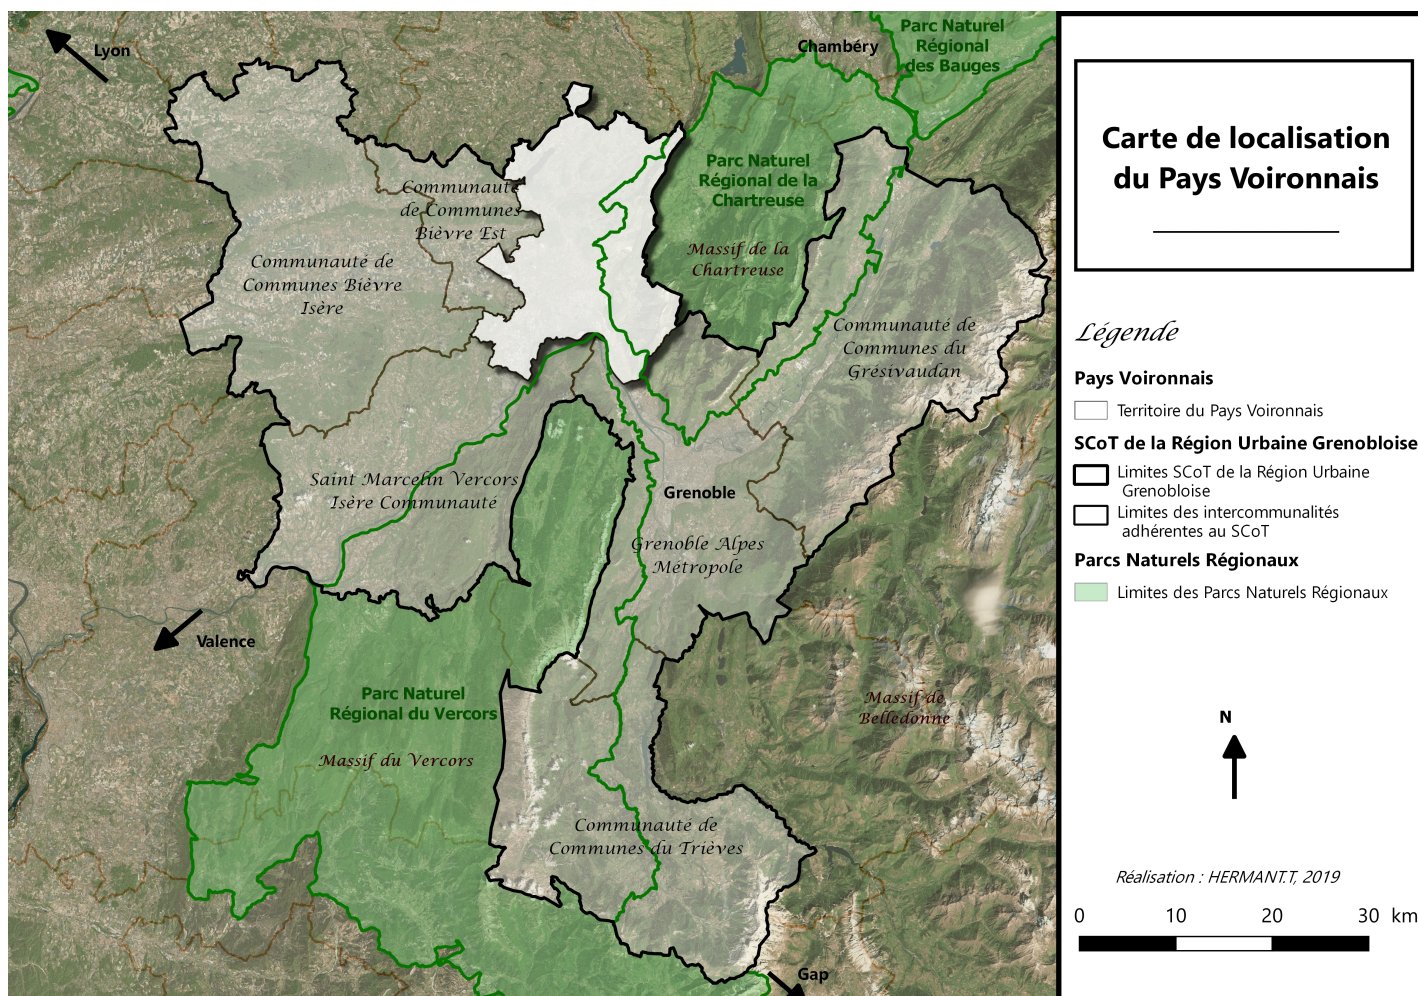 Lyon
Chambéry
Parc Naturel
Régional
des Bauges
Parc Naturel
Régional de la
Chartreuse
Massif de la
Chartreuse
Communauté
de Communes
Bièvre Est
Communauté de
Communes Bièvre
Isère
Communauté de
Communes du
Grésivaudan
Saint Marcelin Vercors
Isère Communauté
Grenoble
Grenoble Alpes
Métropole
Valence
Parc Naturel
Régional du Vercors
Massif du Vercors
Massif de
Belledonne
Communauté de
Communes du Trièves
Gap
Carte de localisation
du Pays Voironnais
Légende
Pays Voironnais
Territoire du Pays Voironnais
SCoT de la Région Urbaine Grenobloise
Limites SCoT de la Région Urbaine
Grenobloise
Limites des intercommunalités
adhérentes au SCoT
Parcs Naturels Régionaux
Limites des Parcs Naturels Régionaux
N
Réalisation : HERMANT.T, 2019
0 10 20 30 km